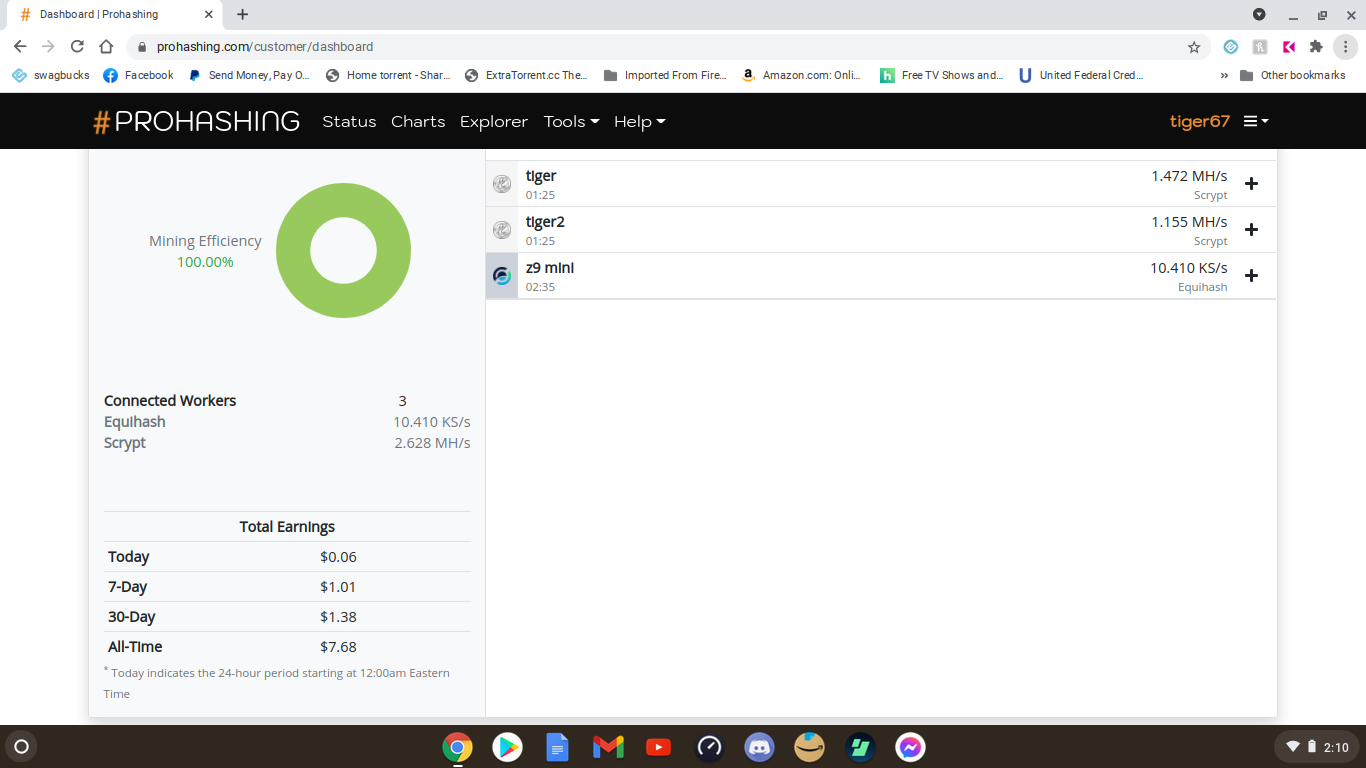 Dashboard | Prohashing
prohashing.com/customer/dashboard
swagbucks Facebook Send Money, Pay O... Home torrent - Shar... ExtraTorrent.cc The... Imported From Fire... Amazon.com: Onli... Free TV Shows and... United Federal Cred... » Other bookmarks
#PROHASHING Status Charts Explorer Tools Help tiger67
Mining Efficiency
100.00%
Connected Workers 3
Equihash 10.410 KS/s
Scrypt 2.628 MH/s
Total Earnings
Today $0.06
7-Day $1.01
30-Day $1.38
All-Time $7.68
* Today indicates the 24-hour period starting at 12:00am Eastern
Time
tiger 1.472 MH/s
01:25 Scrypt
tiger2 1.155 MH/s
01:25 Scrypt
z9 mini 10.410 KS/s
02:35 Equihash
2:10